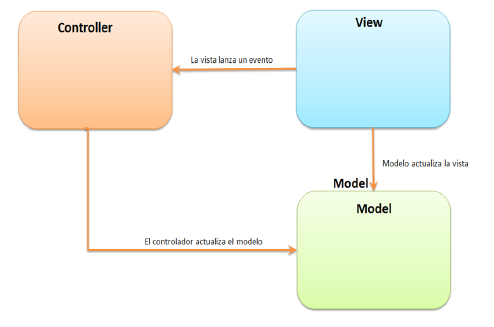 Controller
View
La vista lanza un evento
Modelo actualiza la vista
Model
Model
El controlador actualiza el modelo